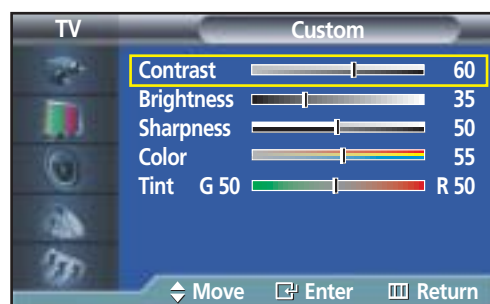 TV Custom
Contrast 60
Brightness 35
Sharpness 50
Color 55
Tint G 50 R 50
Move Enter Return